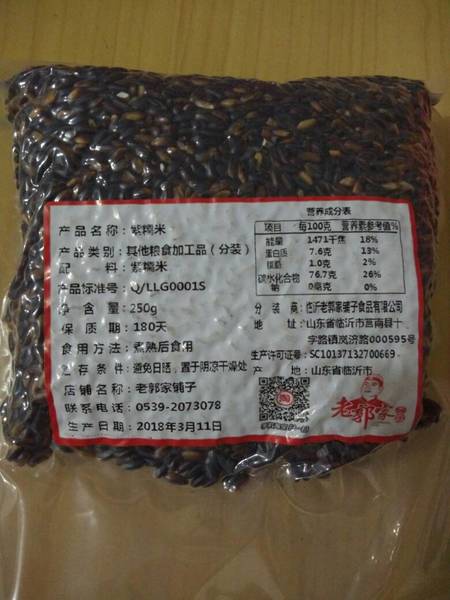 产品名称：紫糯米
产品类别：其他粮食加工品（分装）
配 料：紫糯米
产品标准号：Q/LLG0001S
净 含 量：250g
保 质 期：180天
食用方法：煮熟后食用
贮存条件：避免日晒，置于阴凉干燥处
店铺名称：老郭家铺子
联系电话：0539-2073078
生产日期：2018年3月11日
营养成分表
项目 每100克 营养素参考值%
能量 1471千焦 18%
蛋白质 7.6克 13%
脂肪 1.0克 2%
碳水化合物 76.7克 26%
钠 0毫克 0%
分 装 商：临沂老郭家铺子食品有限公司
地 址：山东省临沂市莒南县十
字路镇岚济路000595号
生产许可证号：SC10137132700669
产 地：山东省临沂市
淘
老郭家